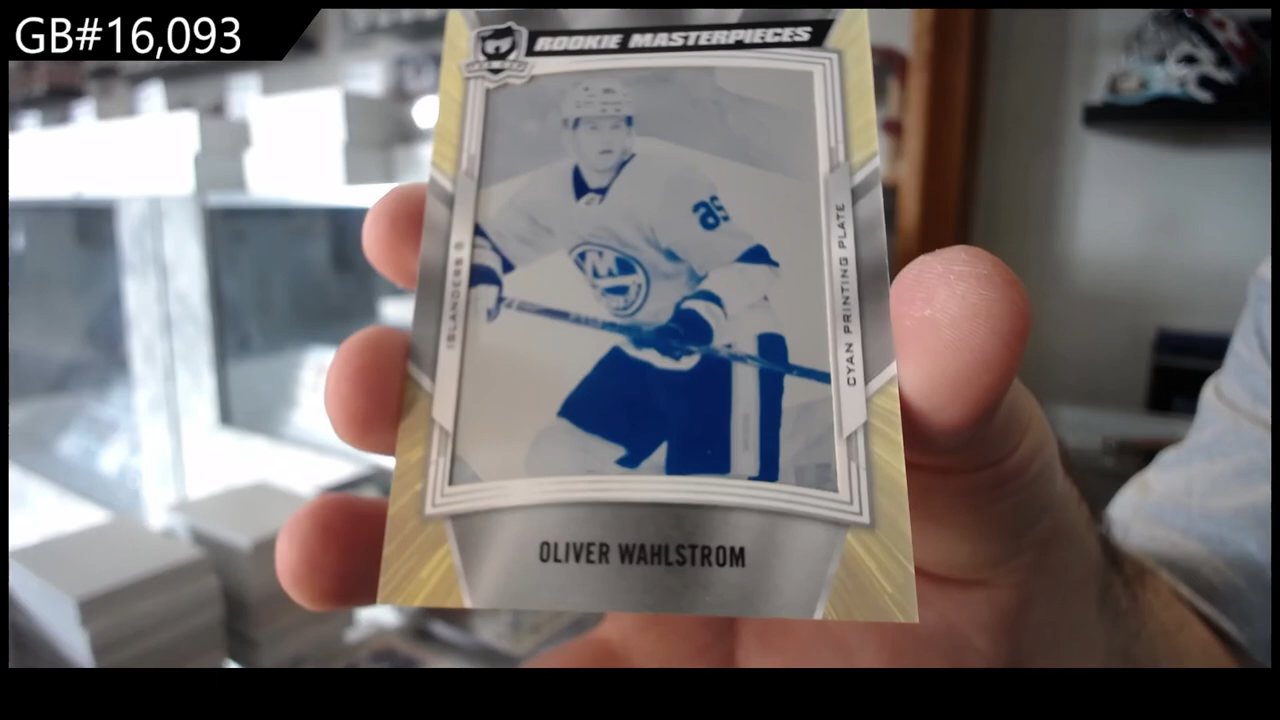 GB#16,093
ROOKIE MASTERPIECES
ISLANDERS
CYAN PRINTING PLATE
OLIVER WAHLSTROM